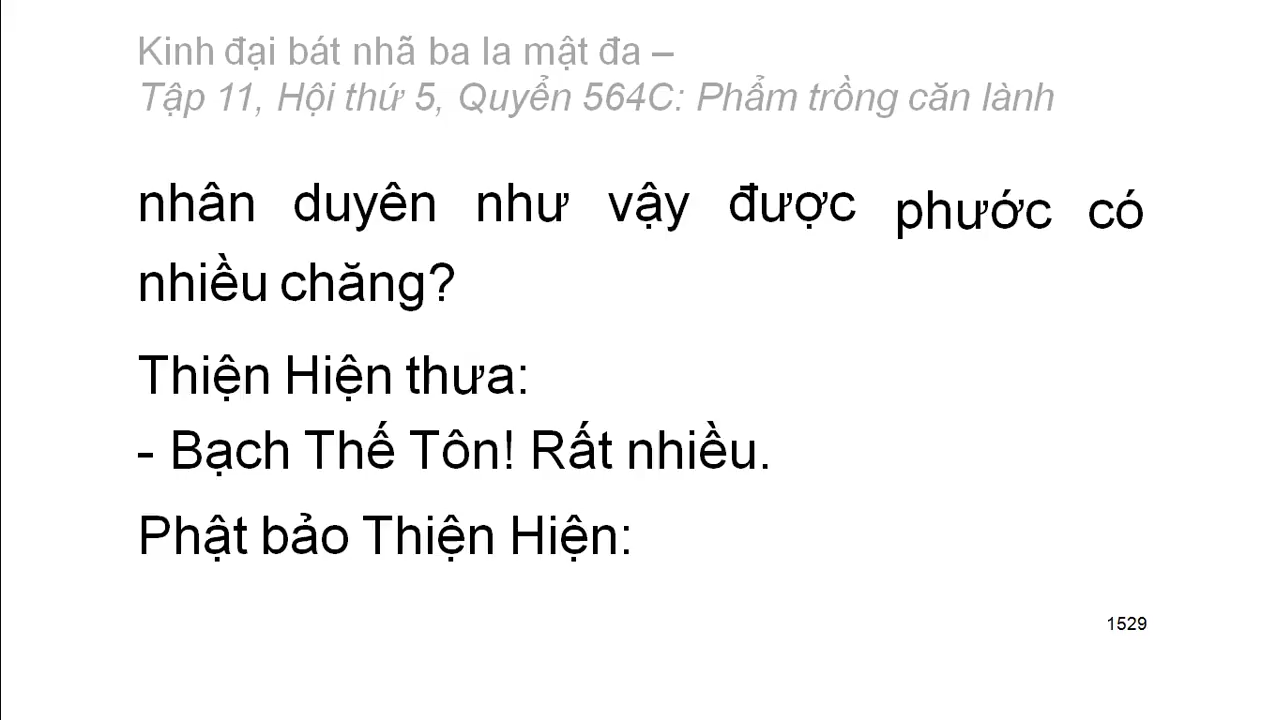 Kinh đại bát nhã ba la mật đa –
Tập 11, Hội thứ 5, Quyển 564C: Phẩm trồng căn lành
nhân duyên như vậy được phước có
nhiều chăng?
Thiện Hiện thưa:
- Bạch Thế Tôn! Rất nhiều.
Phật bảo Thiện Hiện:
1529